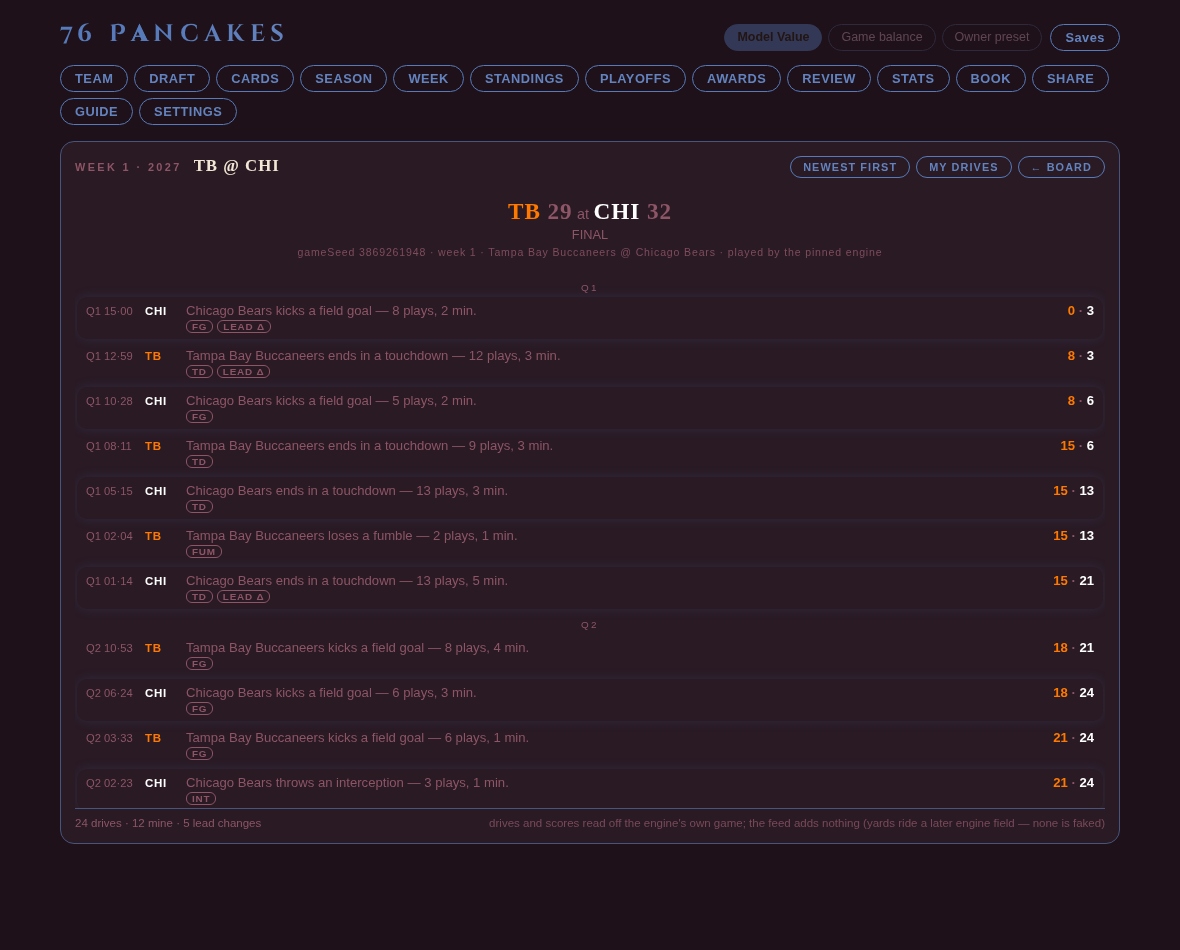 76 PANCAKES
Model Value Game balance Owner preset Saves
TEAM DRAFT CARDS SEASON WEEK STANDINGS PLAYOFFS AWARDS REVIEW STATS BOOK SHARE
GUIDE SETTINGS
WEEK 1 · 2027 TB @ CHI NEWEST FIRST MY DRIVES ← BOARD
TB 29 at CHI 32
FINAL
gameSeed 3869261948 · week 1 · Tampa Bay Buccaneers @ Chicago Bears · played by the pinned engine
Q1
Q1 15·00 CHI Chicago Bears kicks a field goal — 8 plays, 2 min. 0 · 3
FG LEAD Δ
Q1 12·59 TB Tampa Bay Buccaneers ends in a touchdown — 12 plays, 3 min. 8 · 3
TD LEAD Δ
Q1 10·28 CHI Chicago Bears kicks a field goal — 5 plays, 2 min. 8 · 6
FG
Q1 08·11 TB Tampa Bay Buccaneers ends in a touchdown — 9 plays, 3 min. 15 · 6
TD
Q1 05·15 CHI Chicago Bears ends in a touchdown — 13 plays, 3 min. 15 · 13
TD
Q1 02·04 TB Tampa Bay Buccaneers loses a fumble — 2 plays, 1 min. 15 · 13
FUM
Q1 01·14 CHI Chicago Bears ends in a touchdown — 13 plays, 5 min. 15 · 21
TD LEAD Δ
Q2
Q2 10·53 TB Tampa Bay Buccaneers kicks a field goal — 8 plays, 4 min. 18 · 21
FG
Q2 06·24 CHI Chicago Bears kicks a field goal — 6 plays, 3 min. 18 · 24
FG
Q2 03·33 TB Tampa Bay Buccaneers kicks a field goal — 6 plays, 1 min. 21 · 24
FG
Q2 02·23 CHI Chicago Bears throws an interception — 3 plays, 1 min. 21 · 24
INT
24 drives · 12 mine · 5 lead changes drives and scores read off the engine's own game; the feed adds nothing (yards ride a later engine field — none is faked)